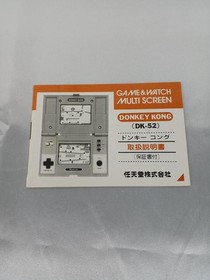 GAME&WATCH
MULTI SCREEN
DONKEY KONG
(DK-52)
ドンキー コング
取扱説明書
(保証書付)
任天堂株式会社